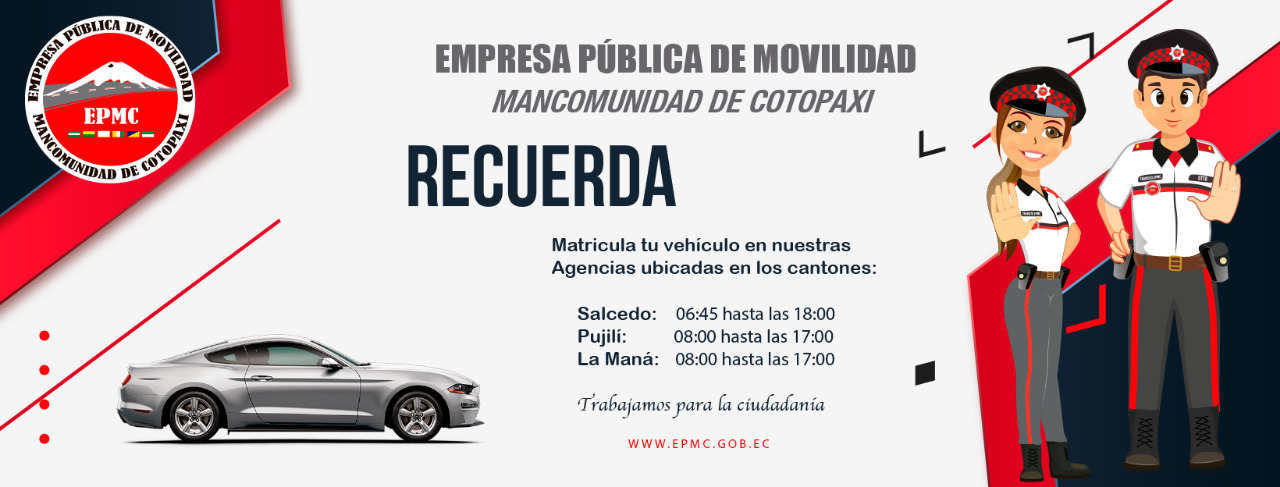 EMPRESA PÚBLICA DE MOVILIDAD
MANCOMUNIDAD DE COTOPAXI
EPMC
EMPRESA PÚBLICA DE MOVILIDAD
MANCOMUNIDAD DE COTOPAXI
RECUERDA
Matricula tu vehículo en nuestras
Agencias ubicadas en los cantones:
Salcedo: 06:45 hasta las 18:00
Pujilí: 08:00 hasta las 17:00
La Maná: 08:00 hasta las 17:00
Trabajamos para la ciudadanía
WWW.EPMC.GOB.EC